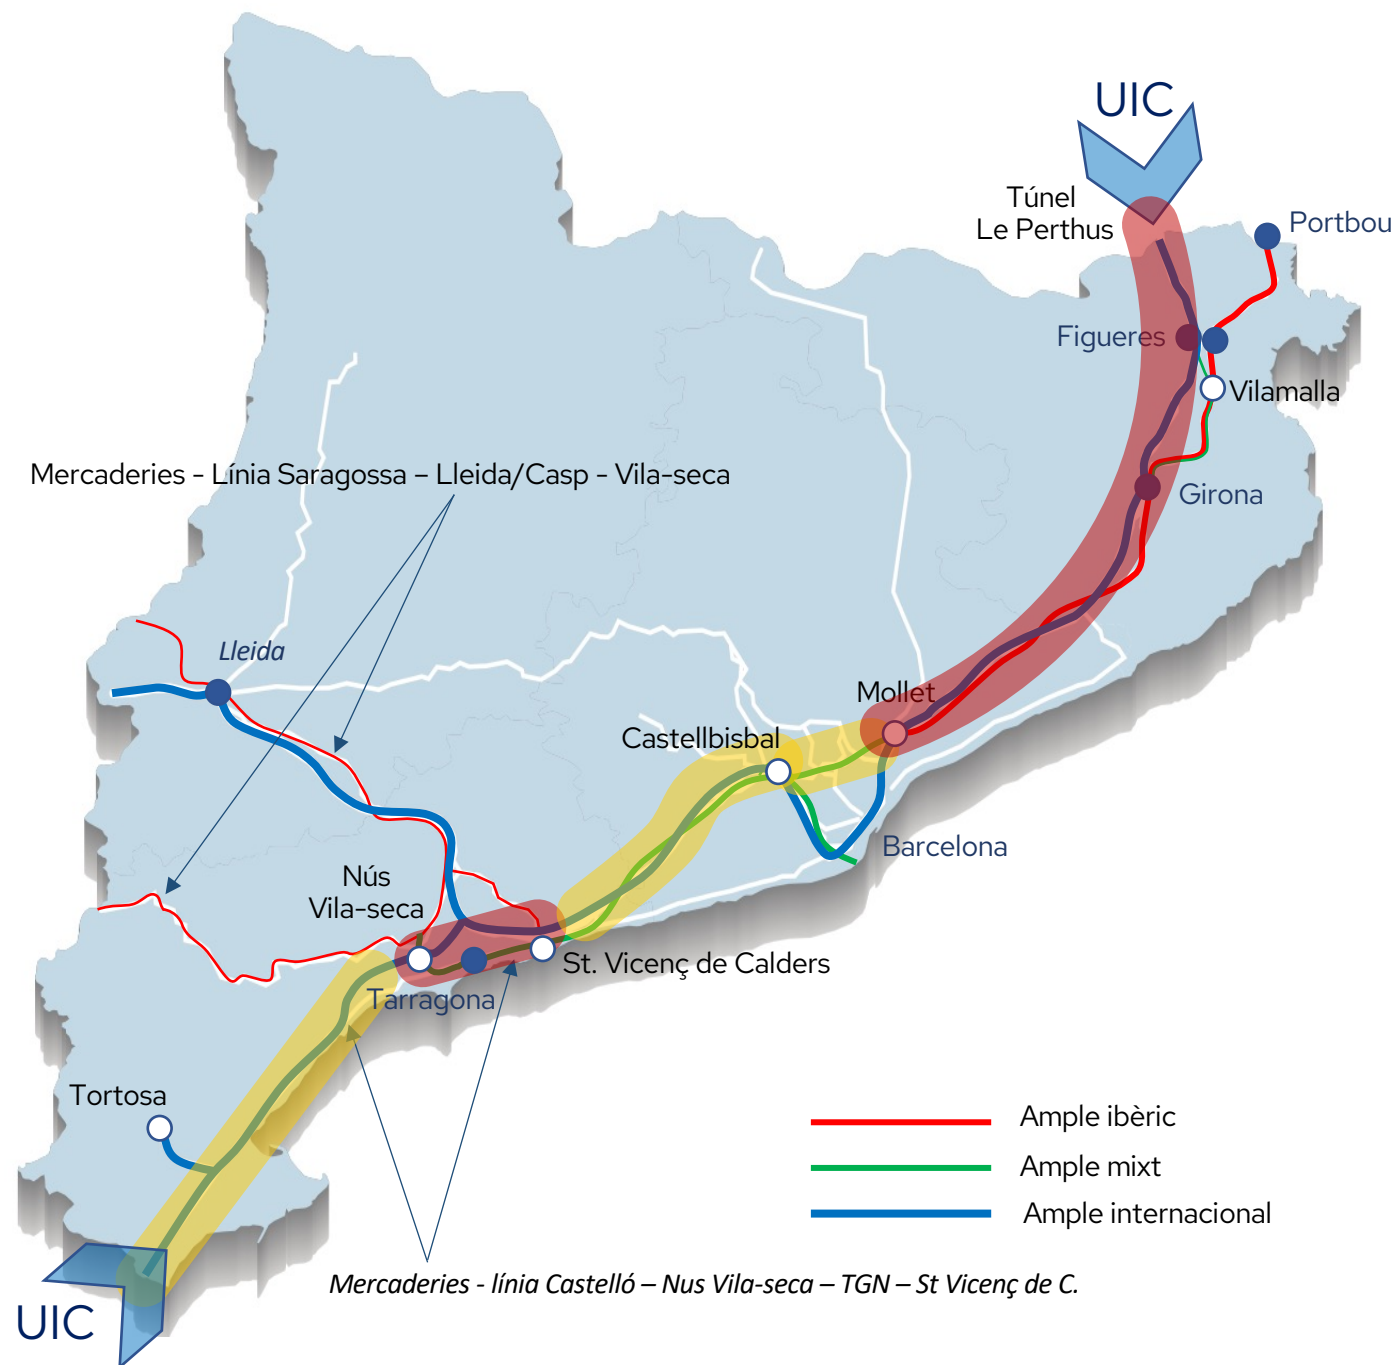 UIC
Túnel
Le Perthus
Portbou
Figueres
Vilamalla
Mercaderies - Línia Saragossa – Lleida/Casp - Vila-seca
Girona
Lleida
Mollet
Castellbisbal
Barcelona
Nús
Vila-seca
St. Vicenç de Calders
Tarragona
Tortosa
Ample ibèric
Ample mixt
Ample internacional
Mercaderies - línia Castelló – Nus Vila-seca – TGN – St Vicenç de C.
UIC